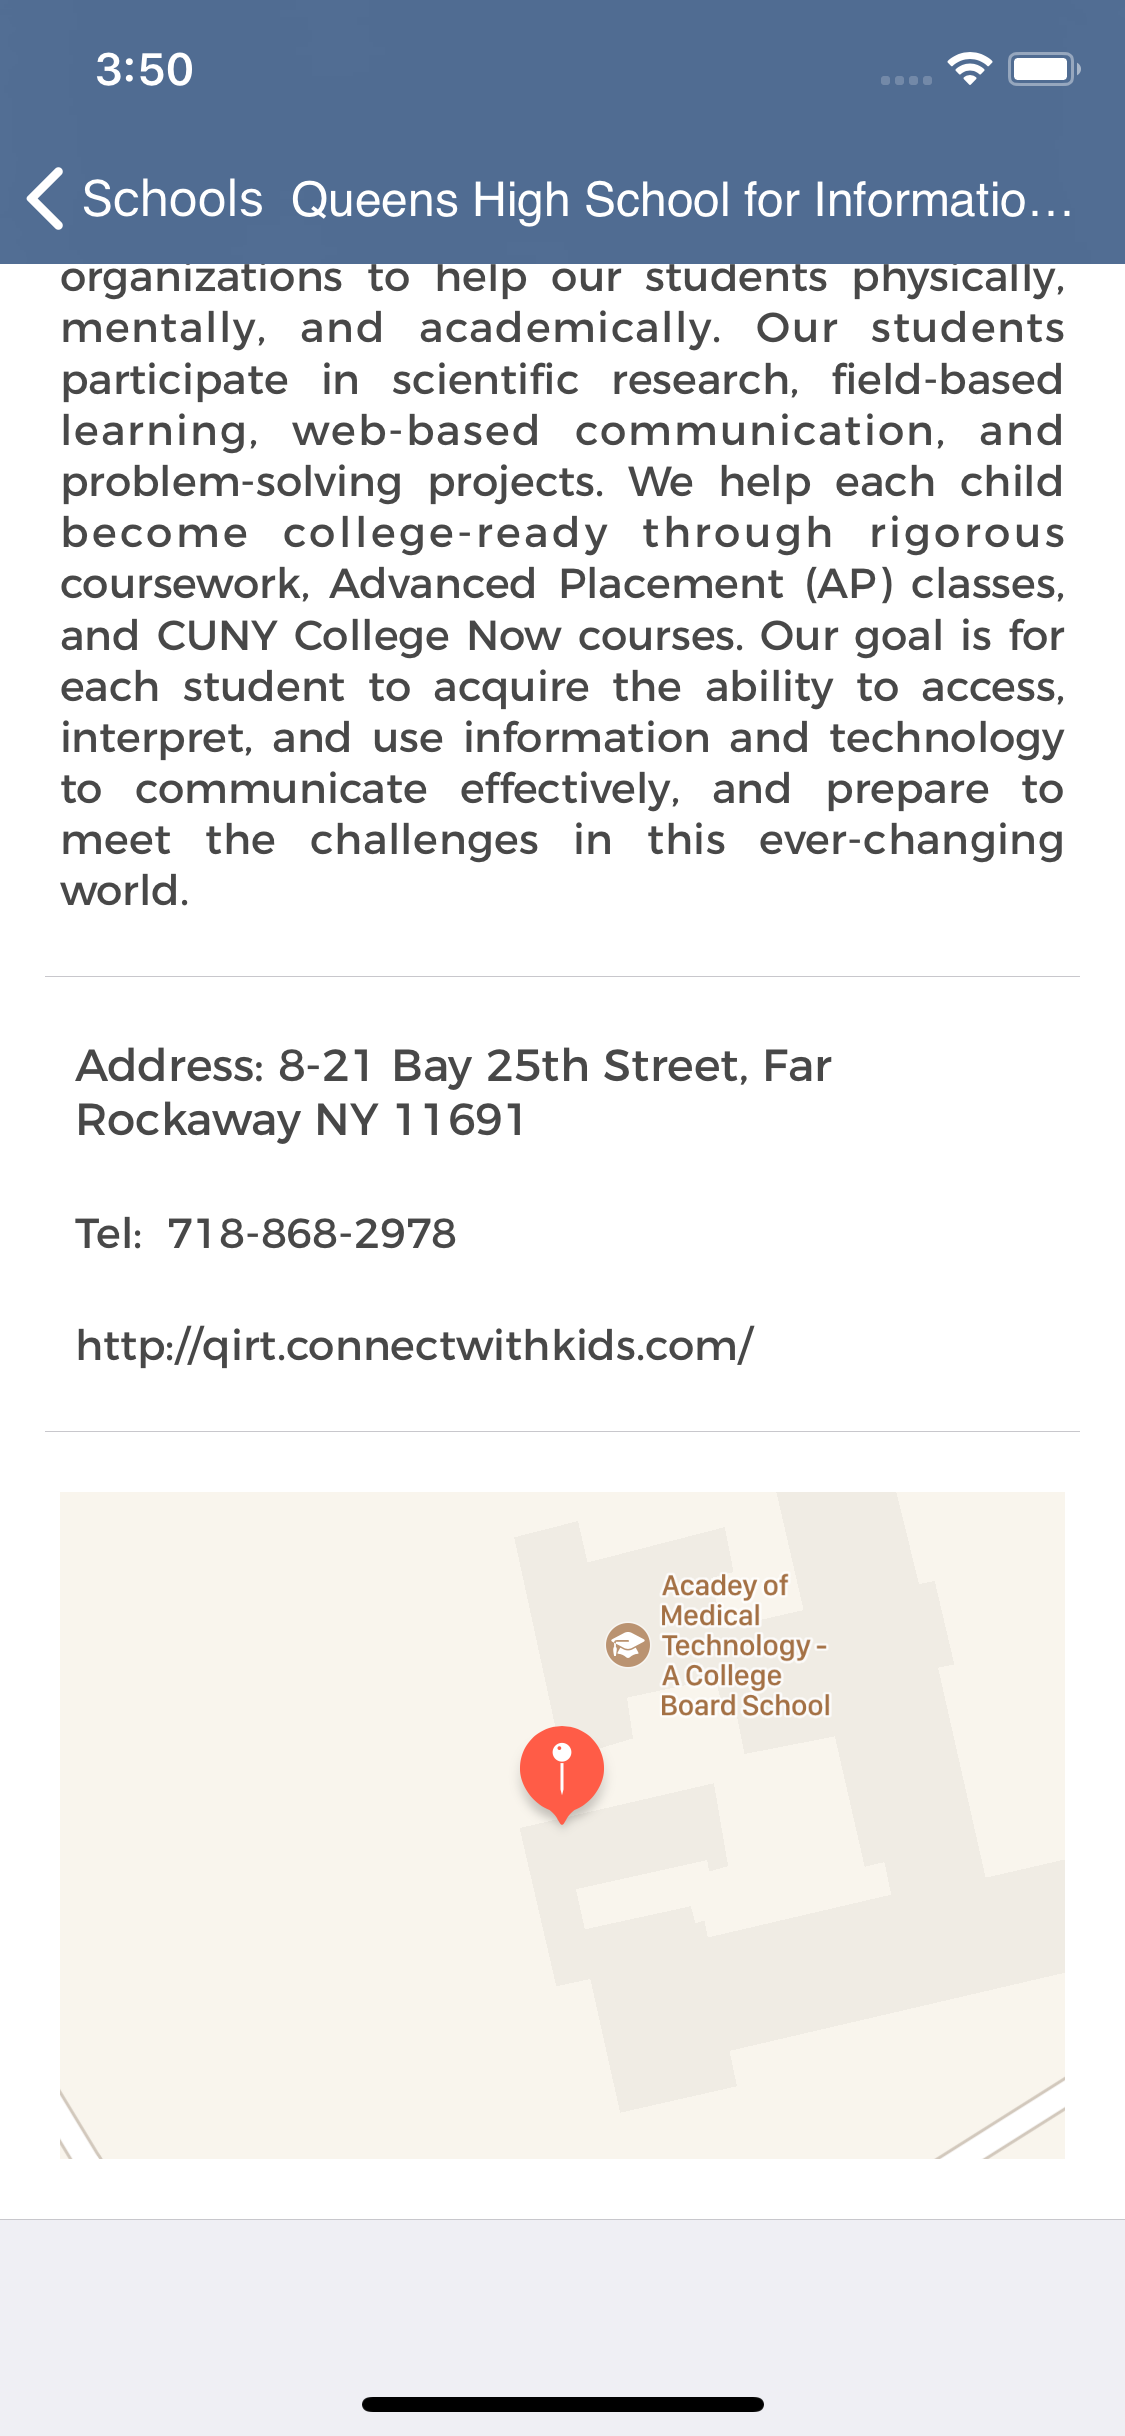 3:50
Schools Queens High School for Informatio...
organizations to help our students physically,
mentally, and academically. Our students
participate in scientific research, field-based
learning, web-based communication, and
problem-solving projects. We help each child
become college-ready through rigorous
coursework, Advanced Placement (AP) classes,
and CUNY College Now courses. Our goal is for
each student to acquire the ability to access,
interpret, and use information and technology
to communicate effectively, and prepare to
meet the challenges in this ever-changing
world.
Address: 8-21 Bay 25th Street, Far
Rockaway NY 11691
Tel: 718-868-2978
http://qirt.connectwithkids.com/
Acadey of
Medical
Technology -
A College
Board School